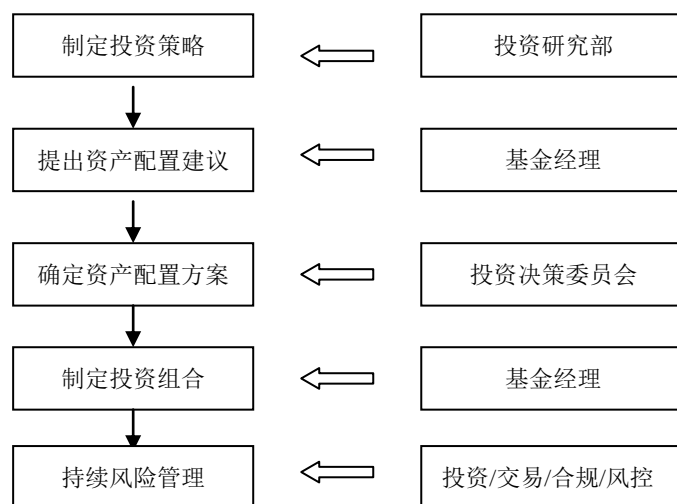 制定投资策略
投资研究部
提出资产配置建议
基金经理
确定资产配置方案
投资决策委员会
制定投资组合
基金经理
持续风险管理
投资/交易/合规/风控